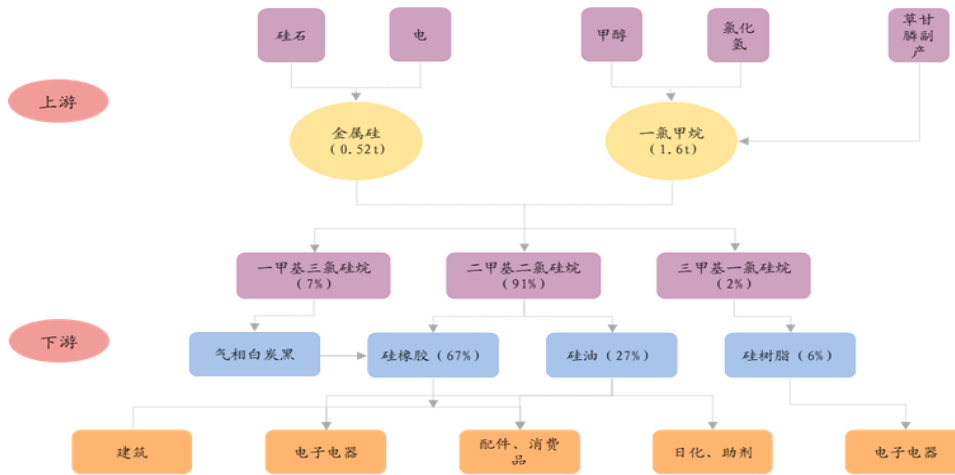 硅石
电
甲醇
氯化
氢
草甘
膦副
产
上游
金属硅
(0.52t)
一氯甲烷
(1.6t)
一甲基三氯硅烷
(7%)
二甲基二氯硅烷
(91%)
三甲基一氯硅烷
(2%)
下游
气相白炭黑
硅橡胶(67%)
硅油(27%)
硅树脂(6%)
建筑
电子电器
配件、消费
品
日化、助剂
电子电器